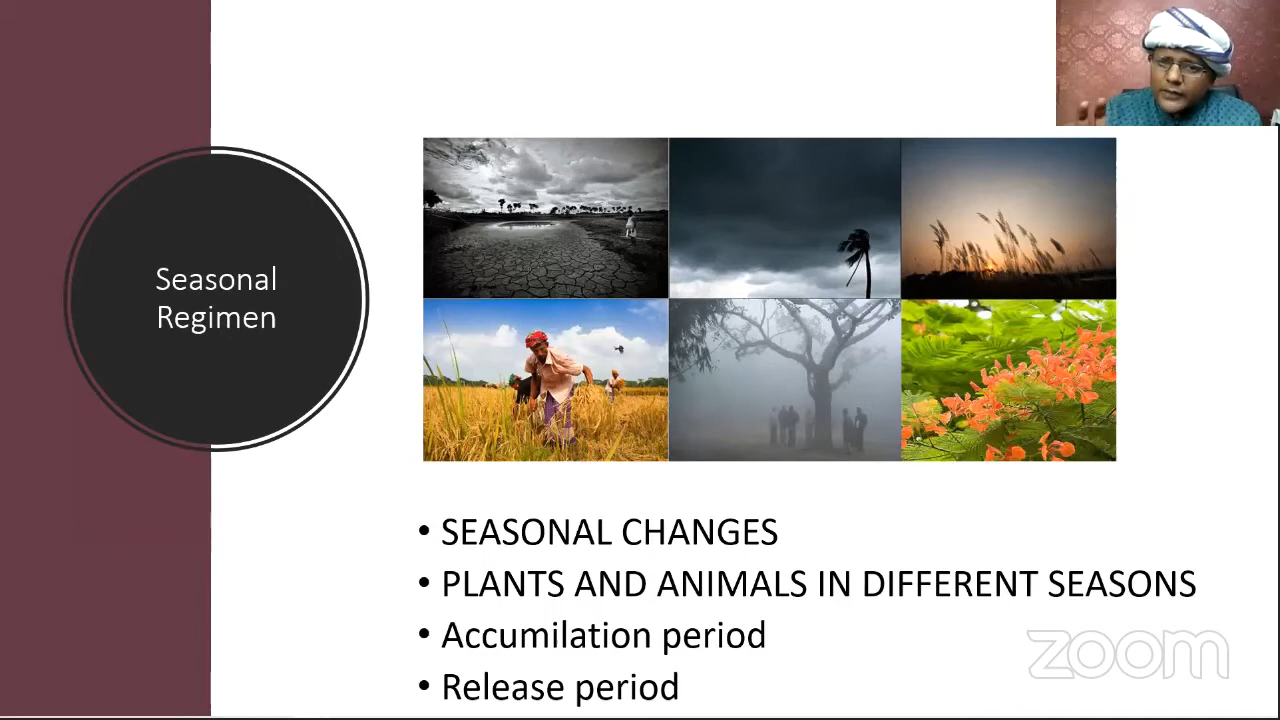 Seasonal
Regimen
• SEASONAL CHANGES
• PLANTS AND ANIMALS IN DIFFERENT SEASONS
• Accumilation period
• Release period
zoom